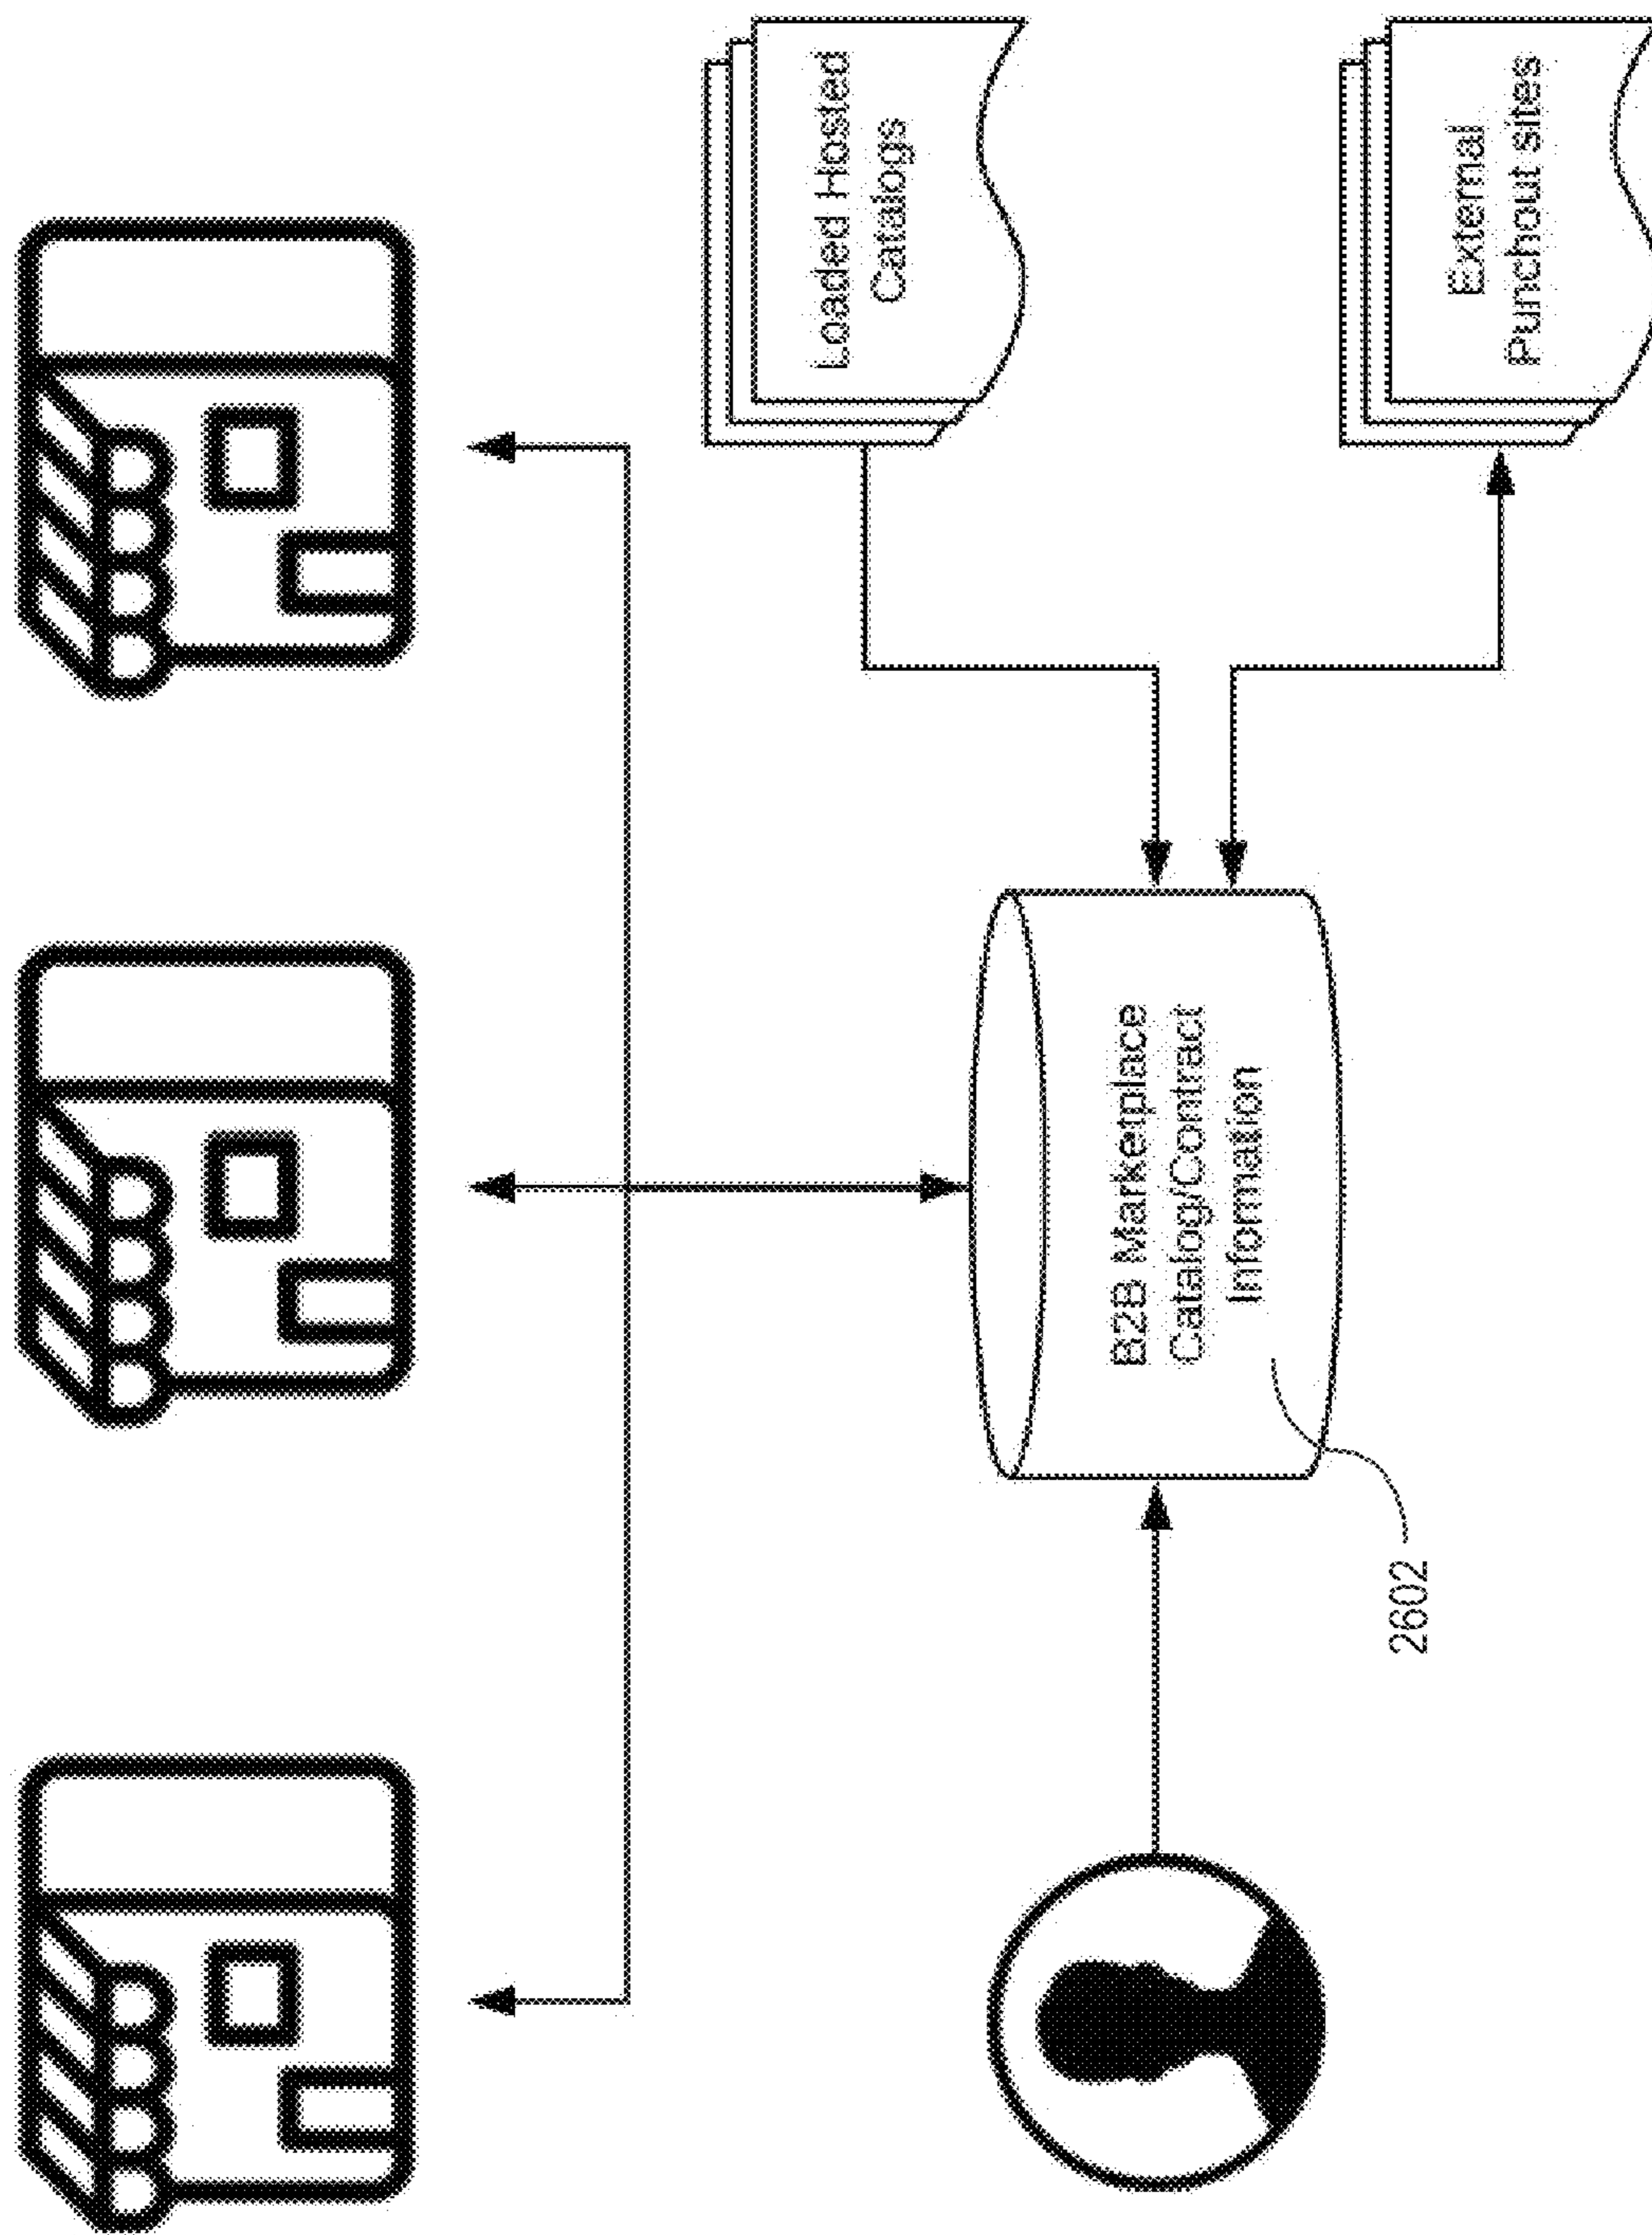 Loaded Hosted
Catalogs
B2B Marketplace
Catalog/Contract
Information
External
Punchout sites
2602